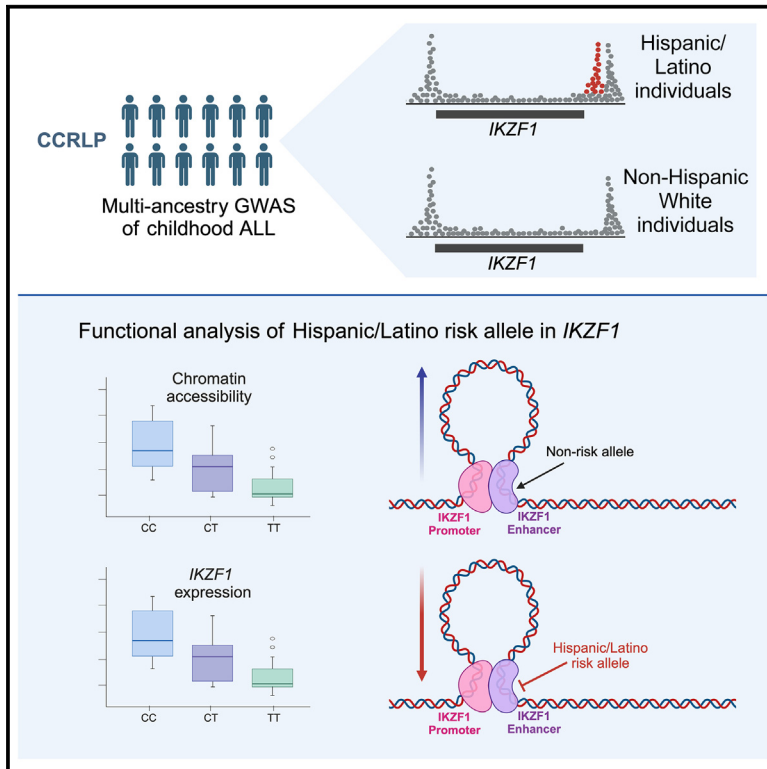 CCRLP
Multi-ancestry GWAS
of childhood ALL
Hispanic/
Latino
individuals
IKZF1
Non-Hispanic
White
individuals
IKZF1
Functional analysis of Hispanic/Latino risk allele in IKZF1
Chromatin
accessibility
CC
CT
TT
IKZF1
expression
CC
CT
TT
Non-risk allele
IKZF1
Promoter
IKZF1
Enhancer
Hispanic/Latino
risk allele
IKZF1
Promoter
IKZF1
Enhancer